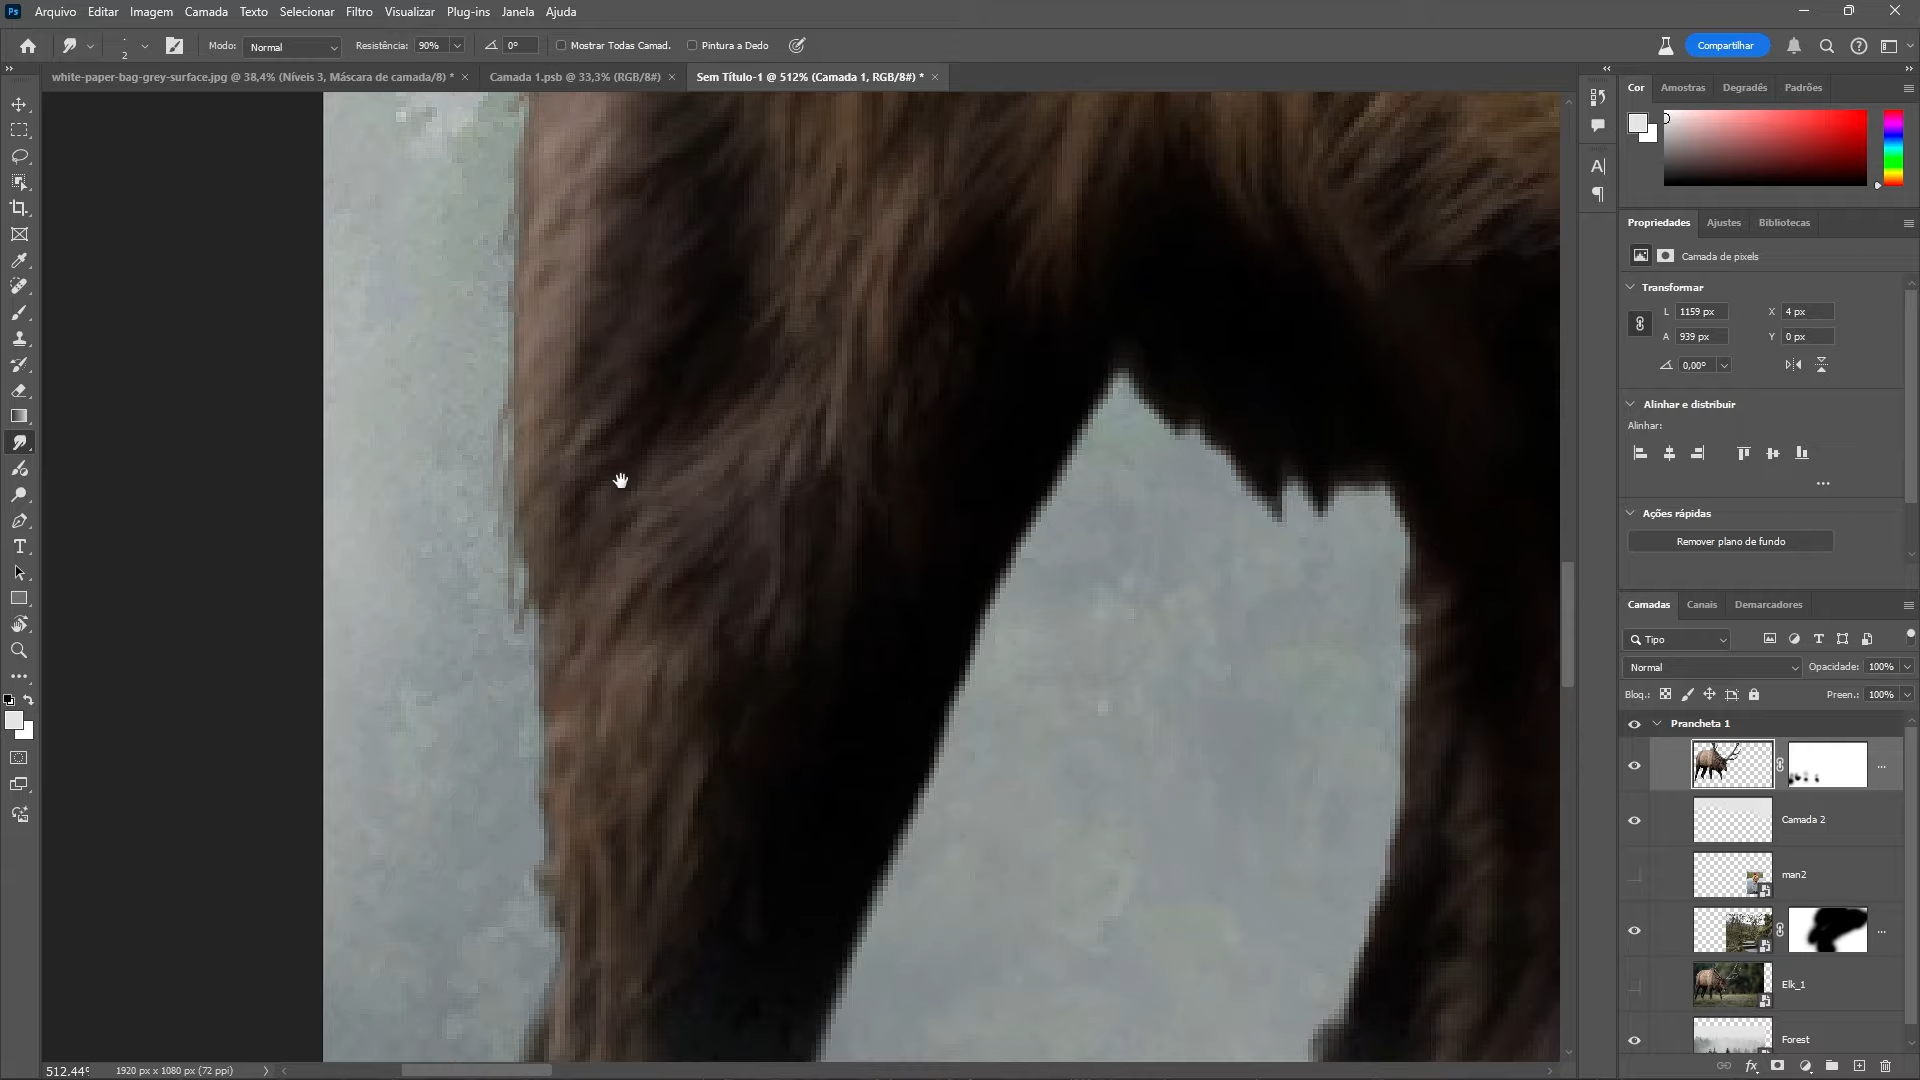 Ps Arquivo Editar Imagem Camada Texto Selecionar Filtro Visualizar Plug-ins Janela Ajuda
2 Modo: Normal Resistência: 90% 0° Mostrar Todas Camad. Pintura a Dedo Compartilhar
white-paper-bag-grey-surface.jpg @ 38,4% (Níveis 3, Máscara de camada/8) * × Camada 1.psb @ 33,3% (RGB/8#) × Sem Título-1 @ 512% (Camada 1, RGB/8#) * ×
Cor Amostras Degradês Padrões
Propriedades Ajustes Bibliotecas
Camada de pixels
Transformar
L 1159 px X 4 px
A 939 px Y 0 px
0,00°
Alinhar e distribuir
Alinhar:
Ações rápidas
Remover plano de fundo
Camadas Canais Demarcadores
Tipo
Normal Opacidade: 100%
Bloq.: Preen.: 100%
Prancheta 1
Camada 2
man2
Elk_1
Forest
512.44% 1920 px x 1080 px (72 ppi)